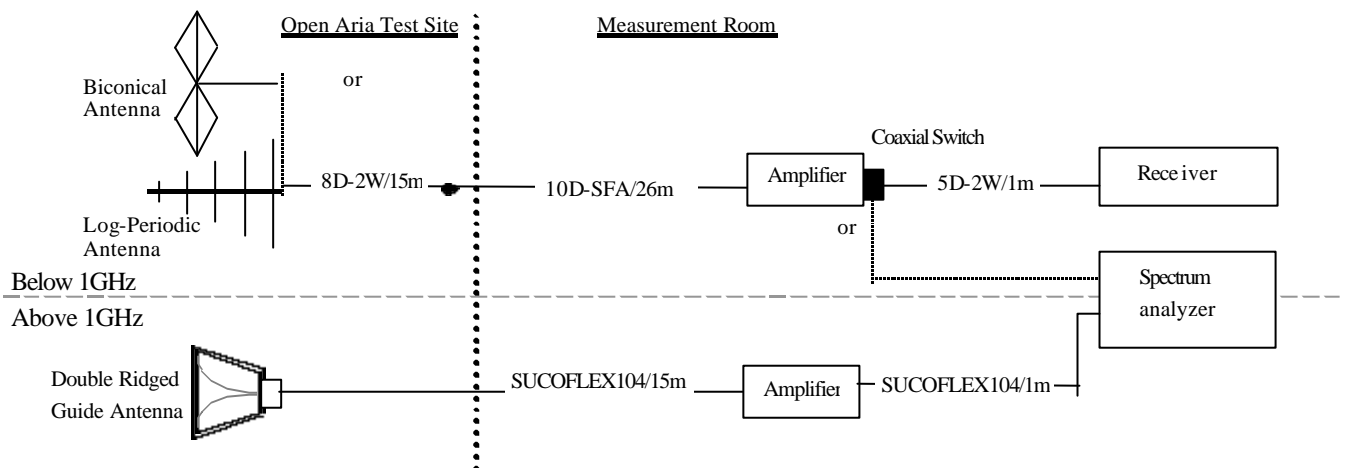 Open Aria Test Site
Measurement Room
or
Biconical
Antenna
Coaxial Switch
8D-2W/15m
10D-SFA/26m
Amplifier
5D-2W/1m
Receiver
Log-Periodic
Antenna
or
Below 1GHz
Spectrum
analyzer
Above 1GHz
Double Ridged
Guide Antenna
SUCOFLEX104/15m
Amplifier
SUCOFLEX104/1m